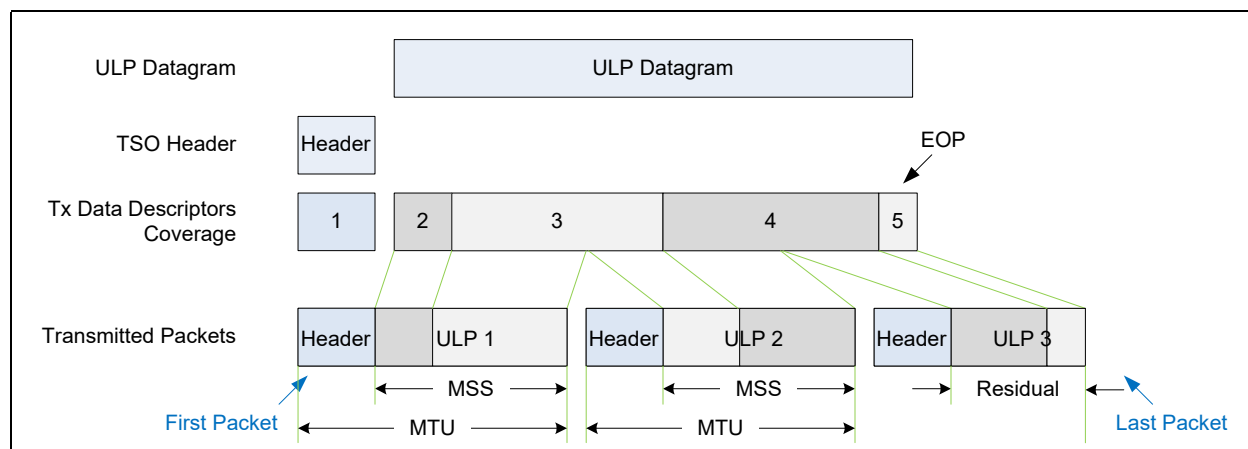 ULP Datagram
ULP Datagram
TSO Header
Header
EOP
Tx Data Descriptors
Coverage
1
2
3
4
5
Transmitted Packets
Header
ULP 1
Header
ULP 2
Header
ULP 3
MSS
MSS
Residual
First Packet
MTU
MTU
Last Packet